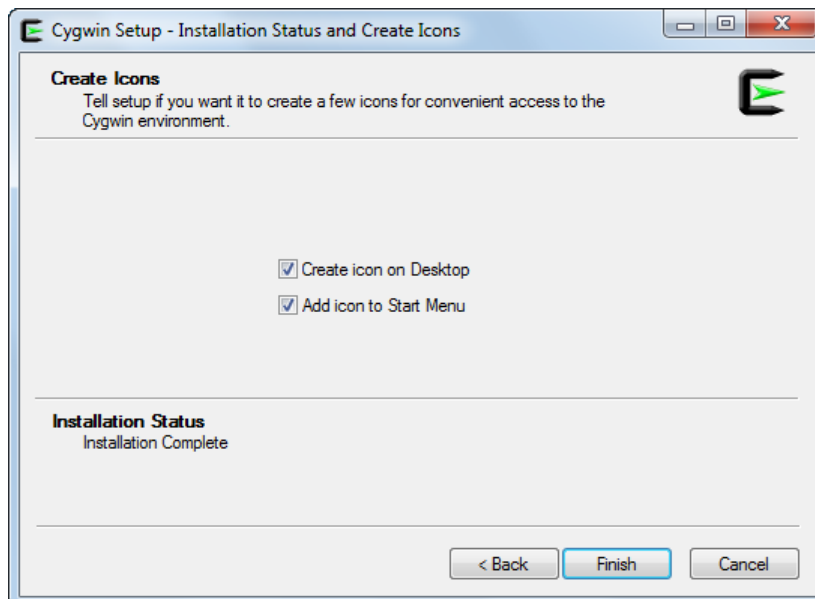 Cygwin Setup - Installation Status and Create Icons
Create Icons
Tell setup if you want it to create a few icons for convenient access to the
Cygwin environment.
Create icon on Desktop
Add icon to Start Menu
Installation Status
Installation Complete
< Back Finish Cancel